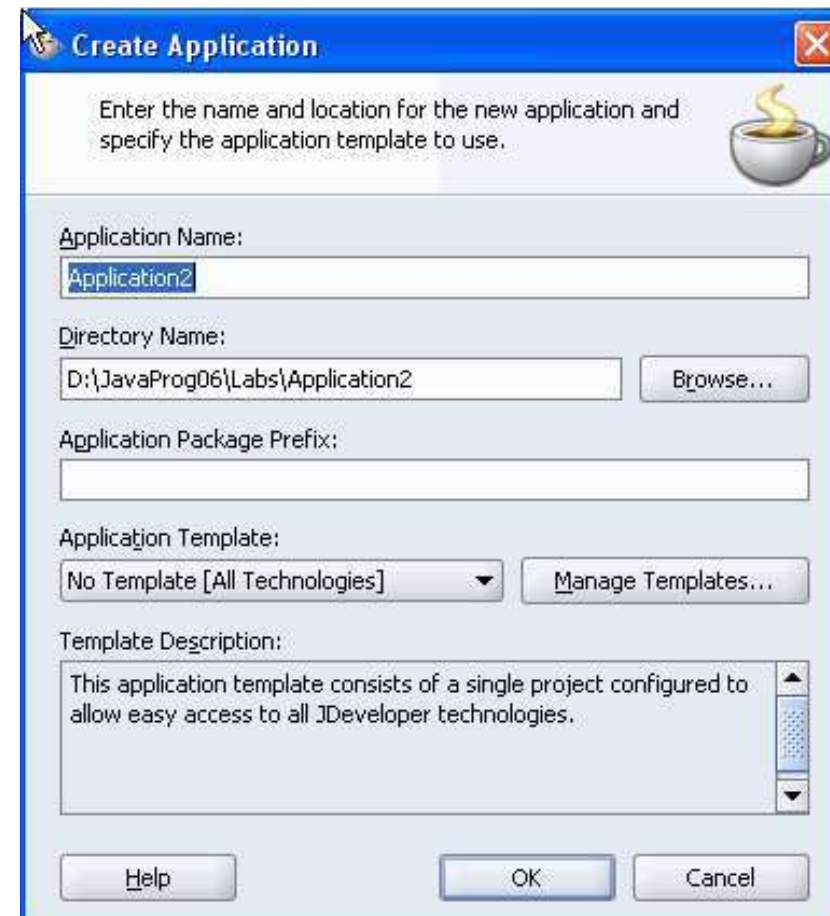 Create Application
Enter the name and location for the new application and
specify the application template to use.
Application Name:
Application2
Directory Name:
D:\JavaProg06\Labs\Application2
Browse...
Application Package Prefix:
Application Template:
No Template [All Technologies]
Manage Templates...
Template Description:
This application template consists of a single project configured to
allow easy access to all JDeveloper technologies.
Help
OK
Cancel